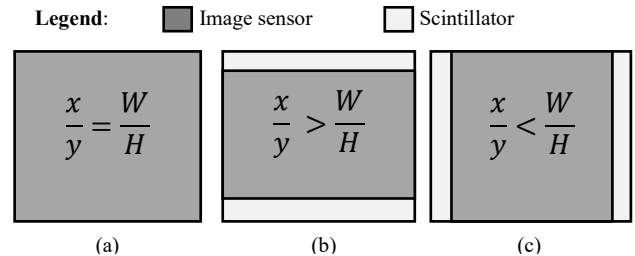 Legend: Image sensor Scintillator
x/y = W/H x/y > W/H x/y < W/H
(a) (b) (c)